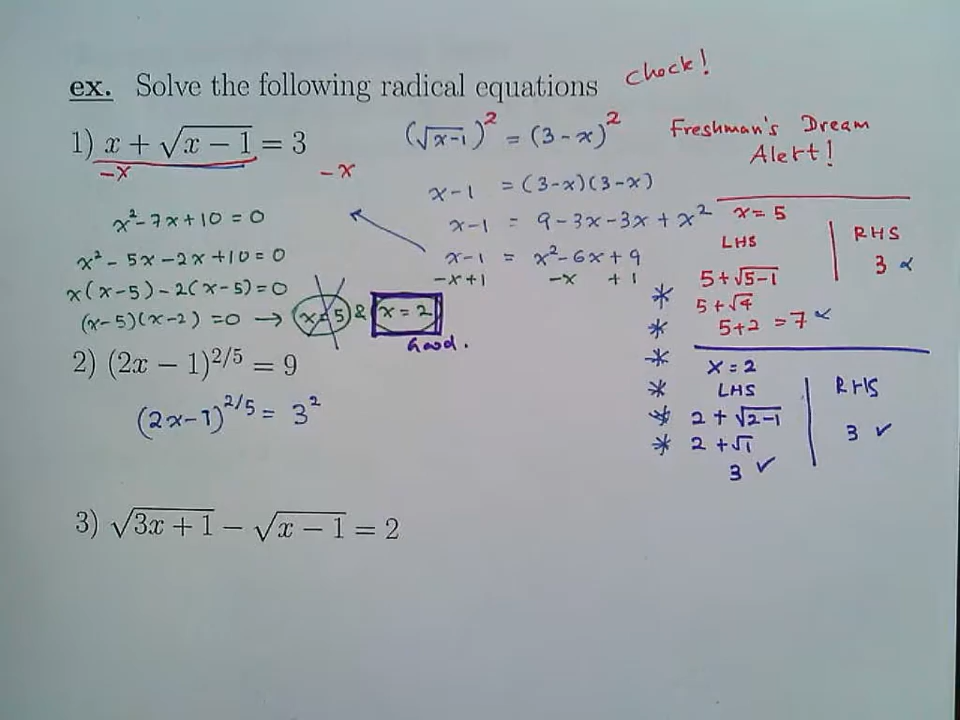 ex. Solve the following radical equations check!
1) x + √(x − 1) = 3
−x −x
x² − 7x + 10 = 0
x² − 5x − 2x + 10 = 0
x(x−5) − 2(x−5) = 0
(x−5)(x−2) = 0 → x=5 & x = 2
Good.
(√(x−1))² = (3−x)²
x−1 = (3−x)(3−x)
x−1 = 9−3x−3x + x²
x−1 = x²−6x+9
−x+1 −x +1
Freshman's Dream
Alert!
x = 5
LHS RHS
5+√(5−1) 3 ×
5+√4
5+2 = 7 ×
x = 2
LHS RHS
2 + √(2−1) 3 ✓
2 + √1
3 ✓
*
*
*
*
*
*
2) (2x − 1)^(2/5) = 9
(2x−1)^(2/5) = 3²
3) √(3x + 1) − √(x − 1) = 2